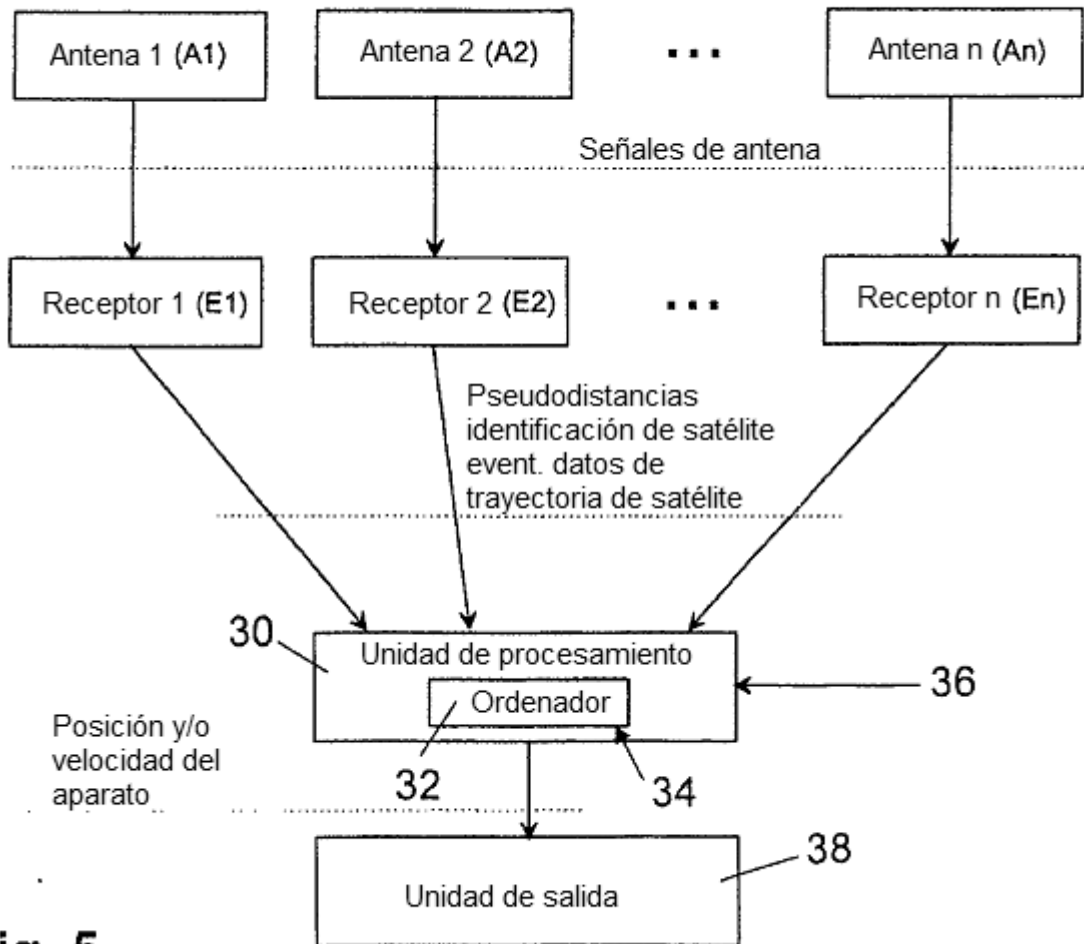 Antena 1 (A1)
Antena 2 (A2)
...
Antena n (An)
Señales de antena
Receptor 1 (E1)
Receptor 2 (E2)
...
Receptor n (En)
Pseudodistancias
identificación de satélite
event. datos de
trayectoria de satélite
30
Unidad de procesamiento
36
Ordenador
Posición y/o
velocidad del
aparato
32
34
38
Unidad de salida